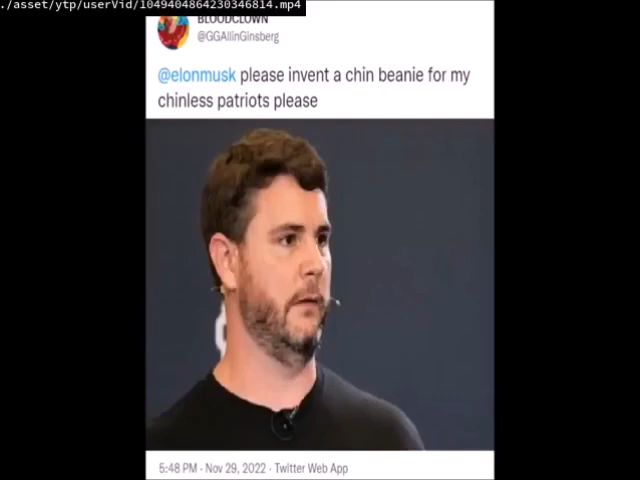 ./asset/ytp/userVid/1049404864230346814.mp4
BLOODCLOWN
@GGAllinGinsberg
@elonmusk please invent a chin beanie for my
chinless patriots please
5:48 PM · Nov 29, 2022 · Twitter Web App